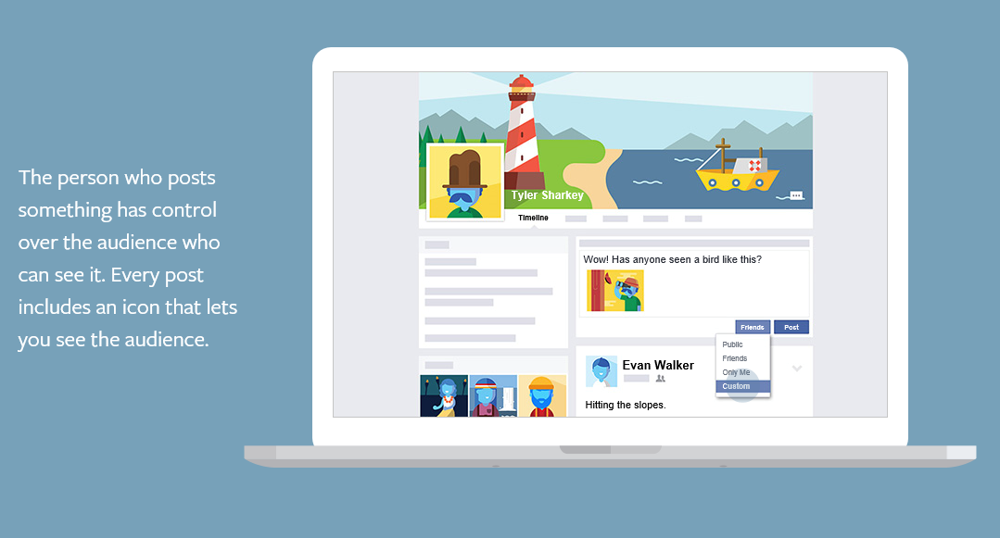 The person who posts
something has control
over the audience who
can see it. Every post
includes an icon that lets
you see the audience.
Tyler Sharkey
Timeline
Wow! Has anyone seen a bird like this?
Friends Post
Public
Friends
Only Me
Custom
Evan Walker
Hitting the slopes.